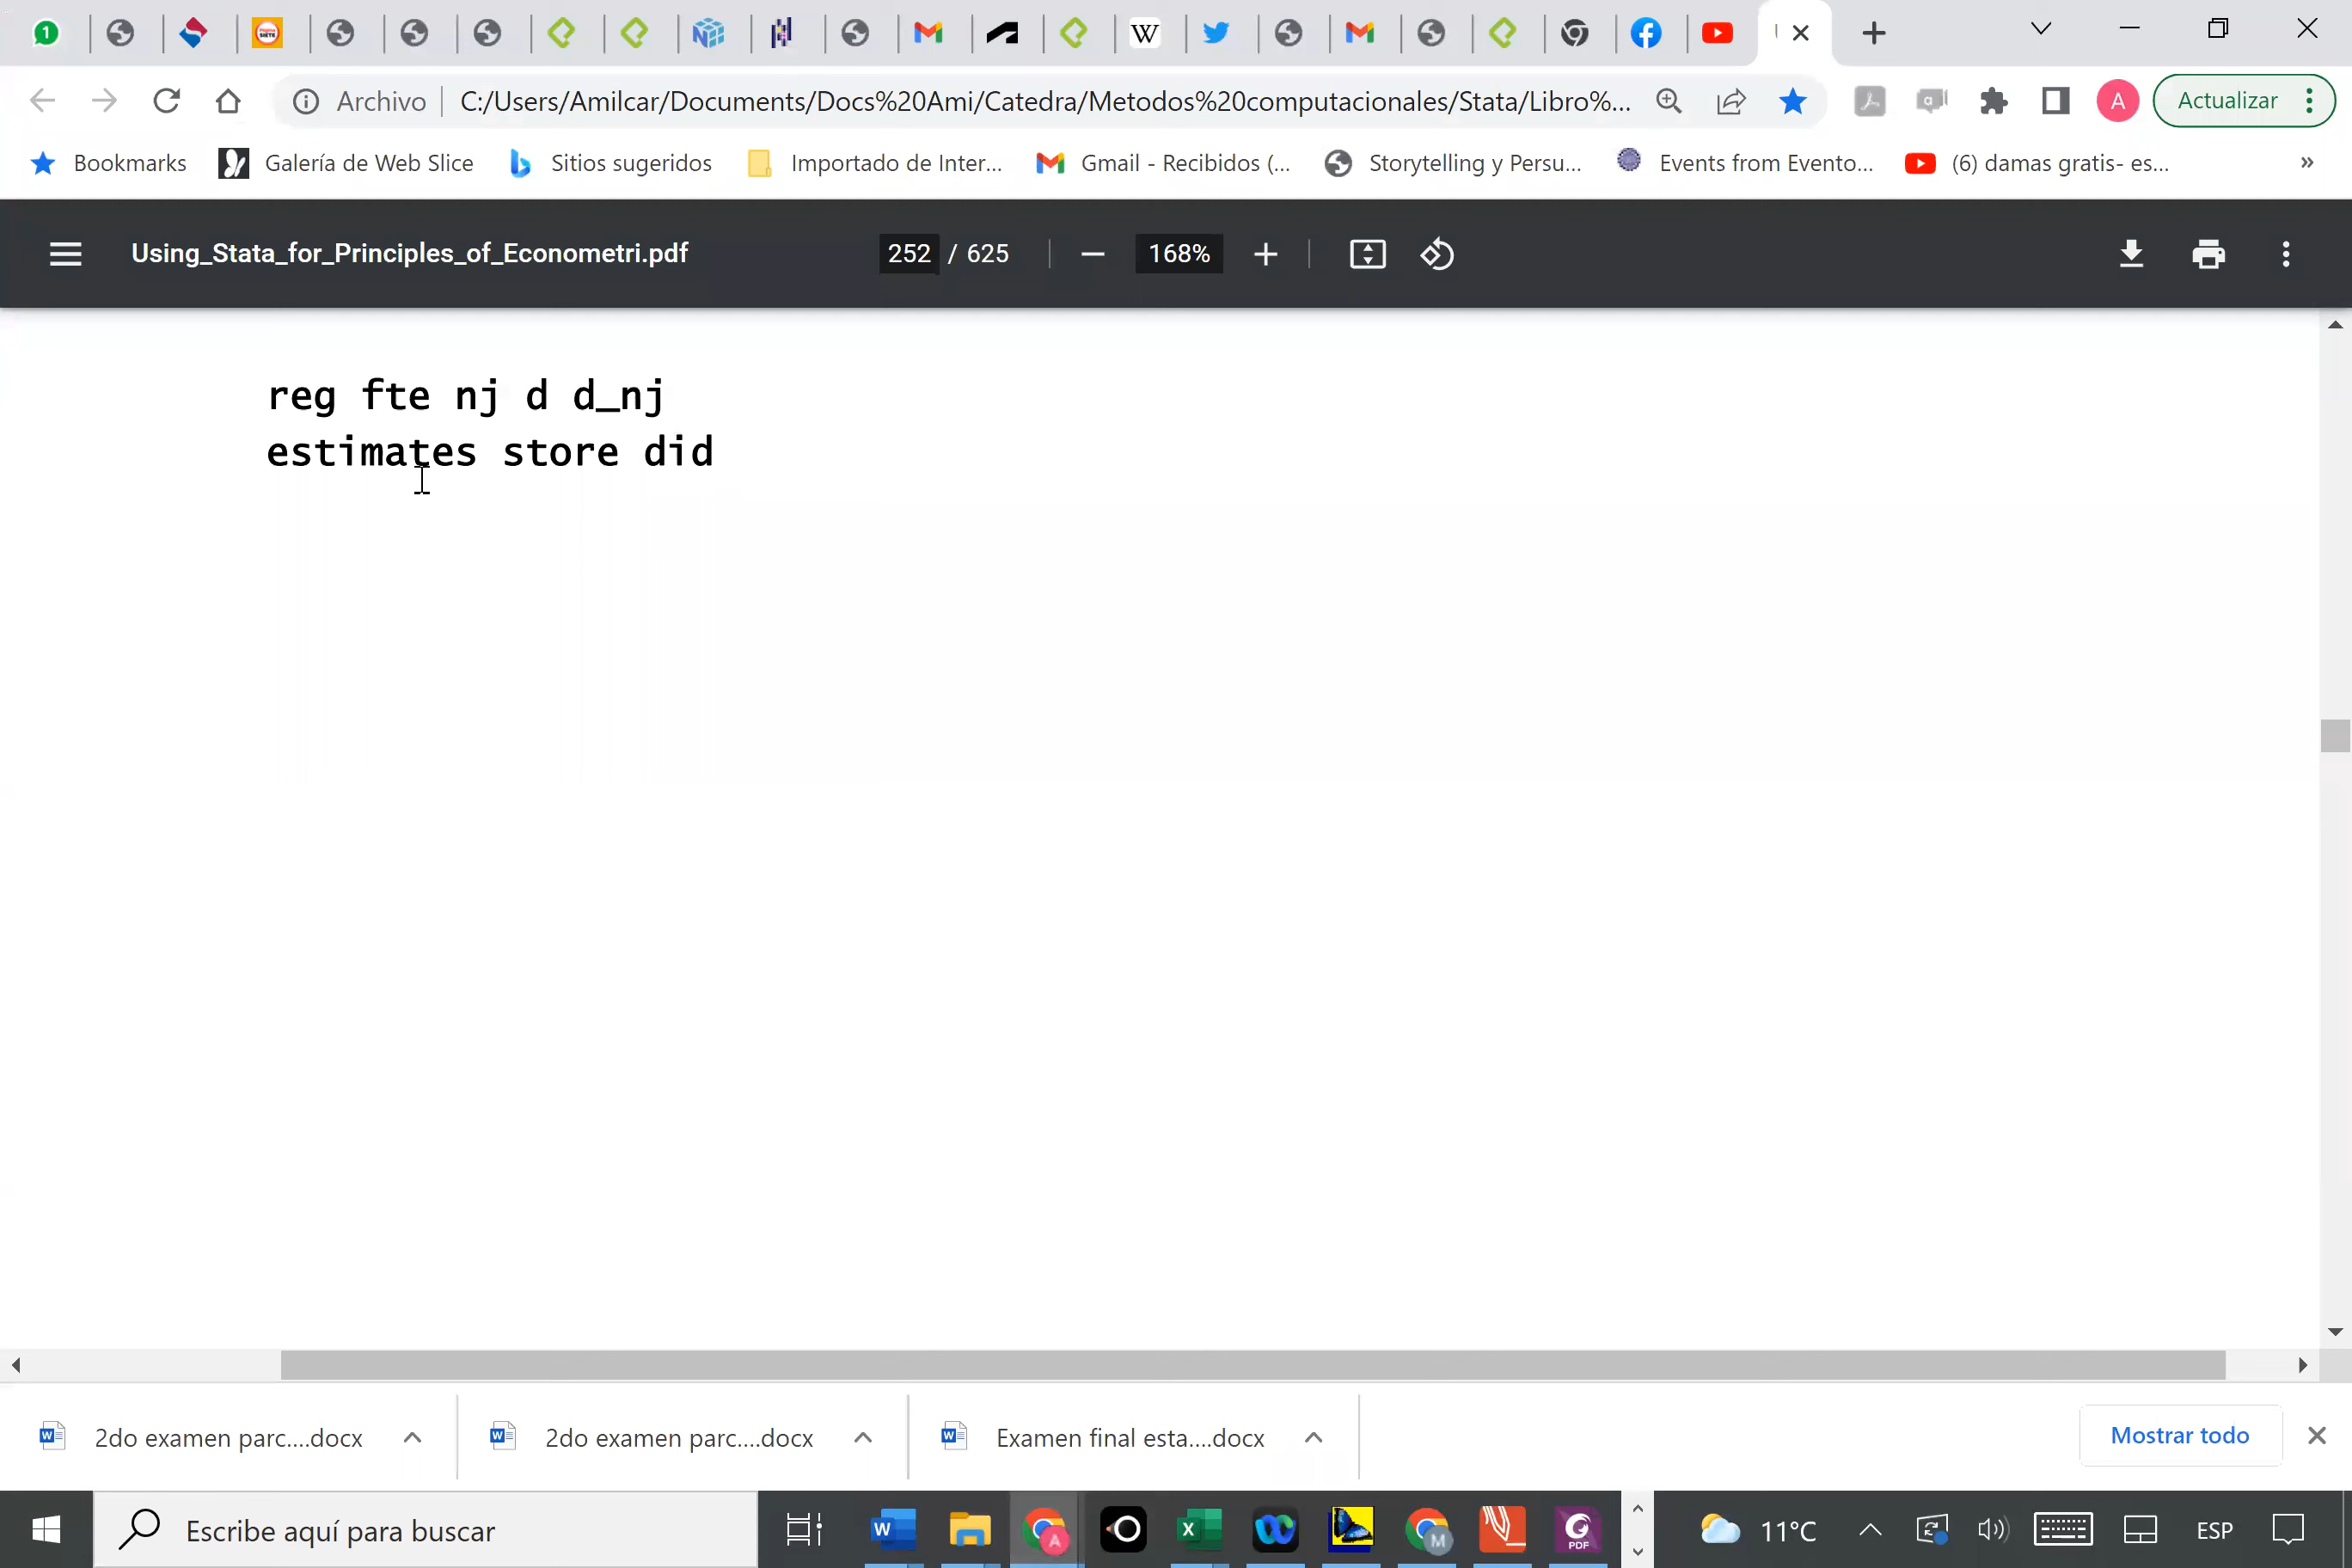 1
W
Archivo
C:/Users/Amilcar/Documents/Docs%20Ami/Catedra/Metodos%20computacionales/Stata/Libro%...
A
Actualizar
Bookmarks
Galería de Web Slice
Sitios sugeridos
Importado de Inter...
Gmail - Recibidos (...
Storytelling y Persu...
Events from Evento...
(6) damas gratis- es...
»
Using_Stata_for_Principles_of_Econometri.pdf
252 / 625
168%
reg fte nj d d_nj
estimates store did
2do examen parc....docx
2do examen parc....docx
Examen final esta....docx
Mostrar todo
Escribe aquí para buscar
W
A
X
M
PDF
11°C
ESP